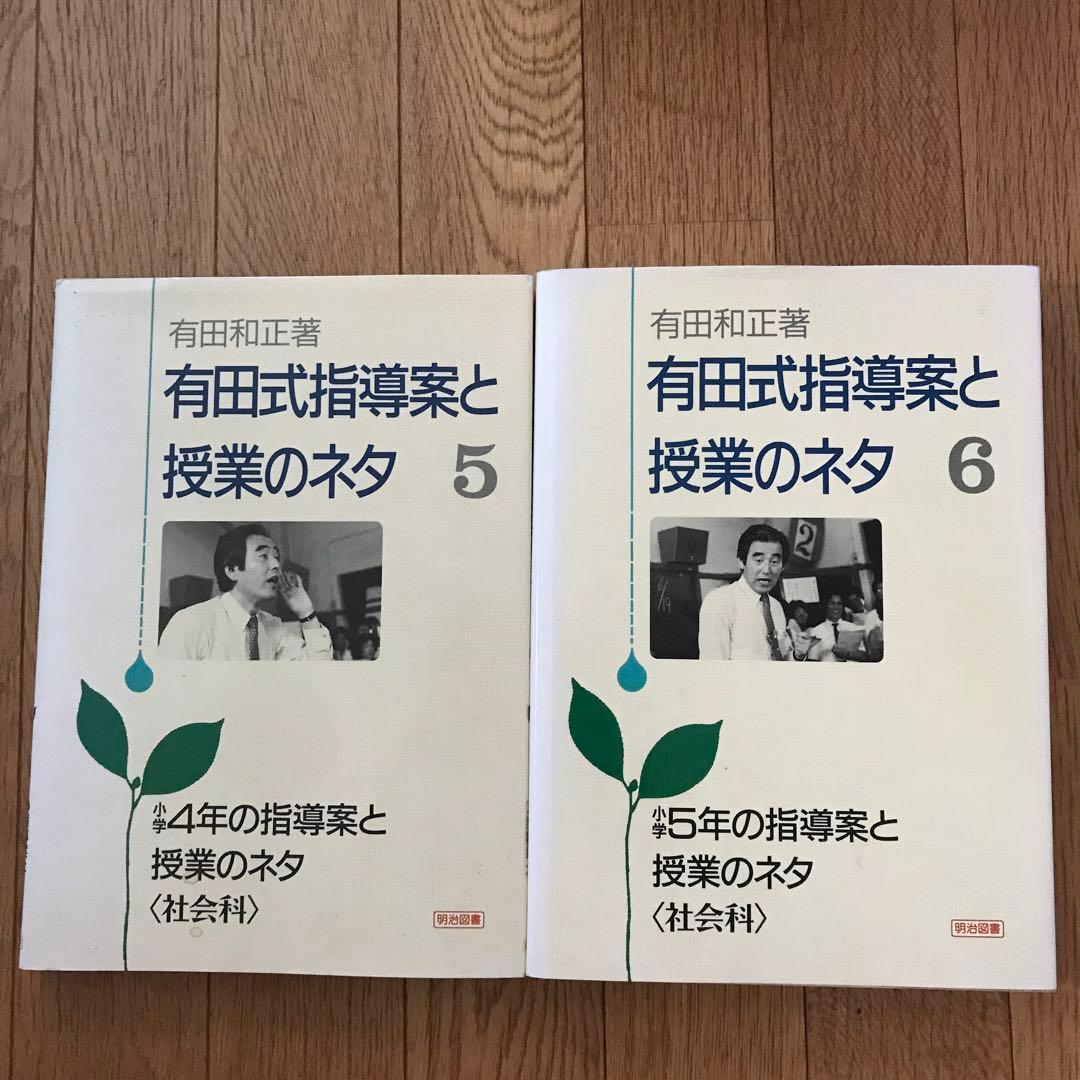 有田和正著
有田式指導案と
授業のネタ 5
小学4年の指導案と
授業のネタ
〈社会科〉
明治図書
有田和正著
有田式指導案と
授業のネタ 6
2
6/19
小学5年の指導案と
授業のネタ
〈社会科〉
明治図書